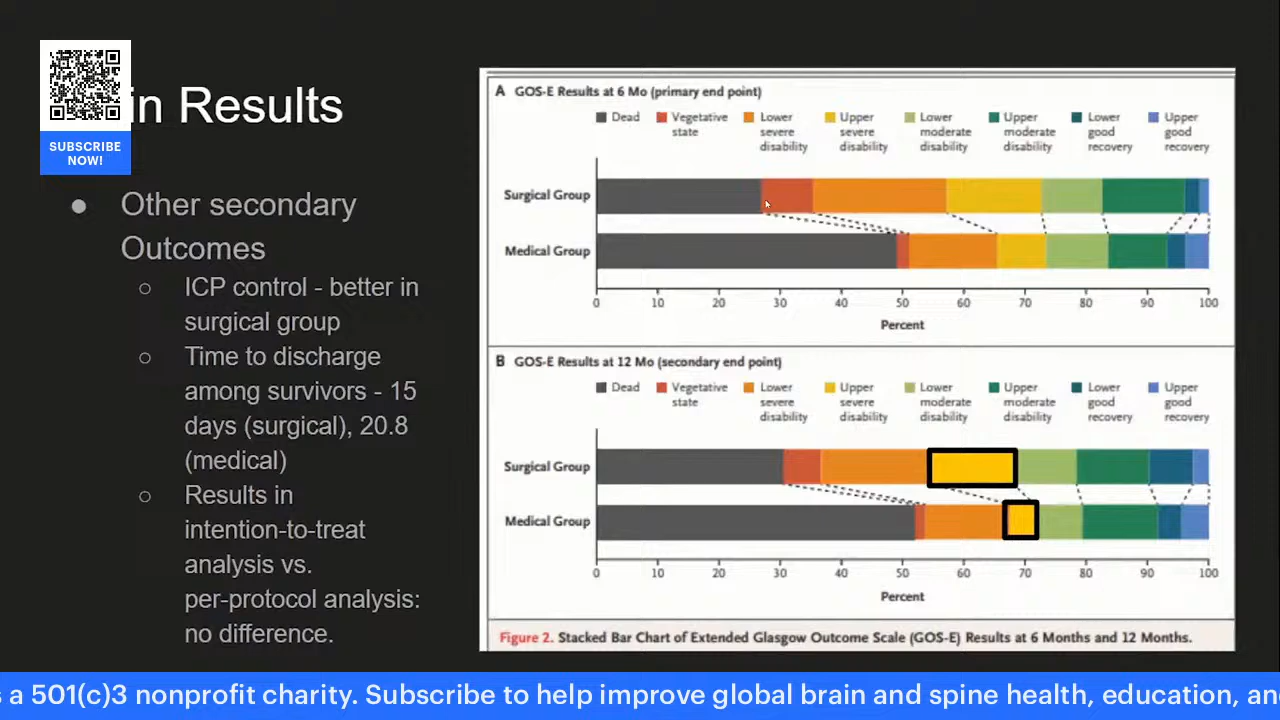 SUBSCRIBE
NOW!
in Results
● Other secondary
Outcomes
○ ICP control - better in
surgical group
○ Time to discharge
among survivors - 15
days (surgical), 20.8
(medical)
○ Results in
intention-to-treat
analysis vs.
per-protocol analysis:
no difference.
A GOS-E Results at 6 Mo (primary end point)
Dead Vegetative state Lower severe disability Upper severe disability Lower moderate disability Upper moderate disability Lower good recovery Upper good recovery
Surgical Group
Medical Group
0 10 20 30 40 50 60 70 80 90 100
Percent
B GOS-E Results at 12 Mo (secondary end point)
Dead Vegetative state Lower severe disability Upper severe disability Lower moderate disability Upper moderate disability Lower good recovery Upper good recovery
Surgical Group
Medical Group
0 10 20 30 40 50 60 70 80 90 100
Percent
Figure 2. Stacked Bar Chart of Extended Glasgow Outcome Scale (GOS-E) Results at 6 Months and 12 Months.
s a 501(c)3 nonprofit charity. Subscribe to help improve global brain and spine health, education, an